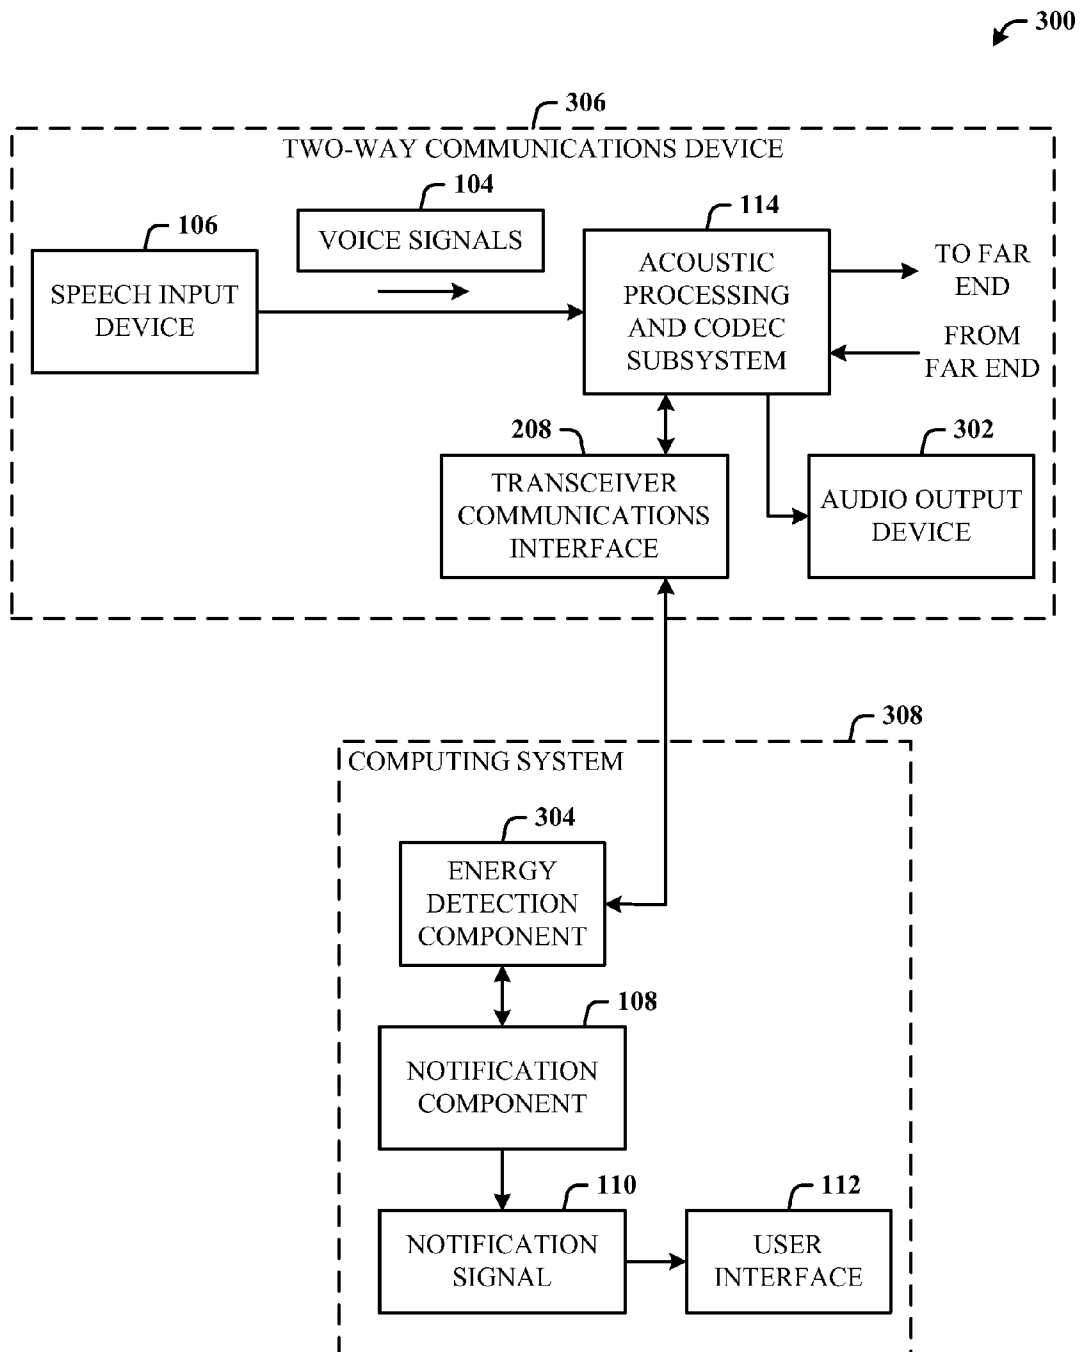 300
306
TWO-WAY COMMUNICATIONS DEVICE
104
VOICE SIGNALS
106
SPEECH INPUT
DEVICE
114
ACOUSTIC
PROCESSING
AND CODEC
SUBSYSTEM
TO FAR
END
FROM
FAR END
208
TRANSCEIVER
COMMUNICATIONS
INTERFACE
302
AUDIO OUTPUT
DEVICE
308
COMPUTING SYSTEM
304
ENERGY
DETECTION
COMPONENT
108
NOTIFICATION
COMPONENT
110
NOTIFICATION
SIGNAL
112
USER
INTERFACE